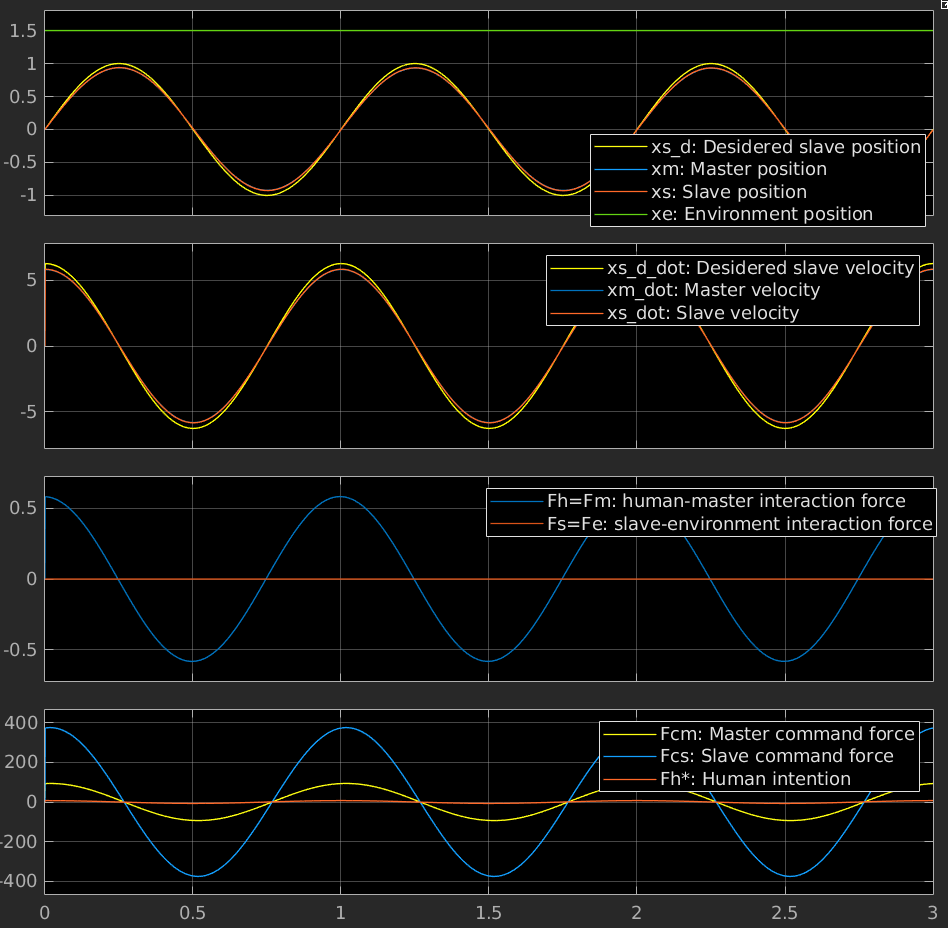 1.5
1
0.5
0
-0.5
-1
xs_d: Desidered slave position
xm: Master position
xs: Slave position
xe: Environment position
5
0
-5
xs_d_dot: Desidered slave velocity
xm_dot: Master velocity
xs_dot: Slave velocity
0.5
0
-0.5
Fh=Fm: human-master interaction force
Fs=Fe: slave-environment interaction force
400
200
0
-200
-400
Fcm: Master command force
Fcs: Slave command force
Fh*: Human intention
0 0.5 1 1.5 2 2.5 3